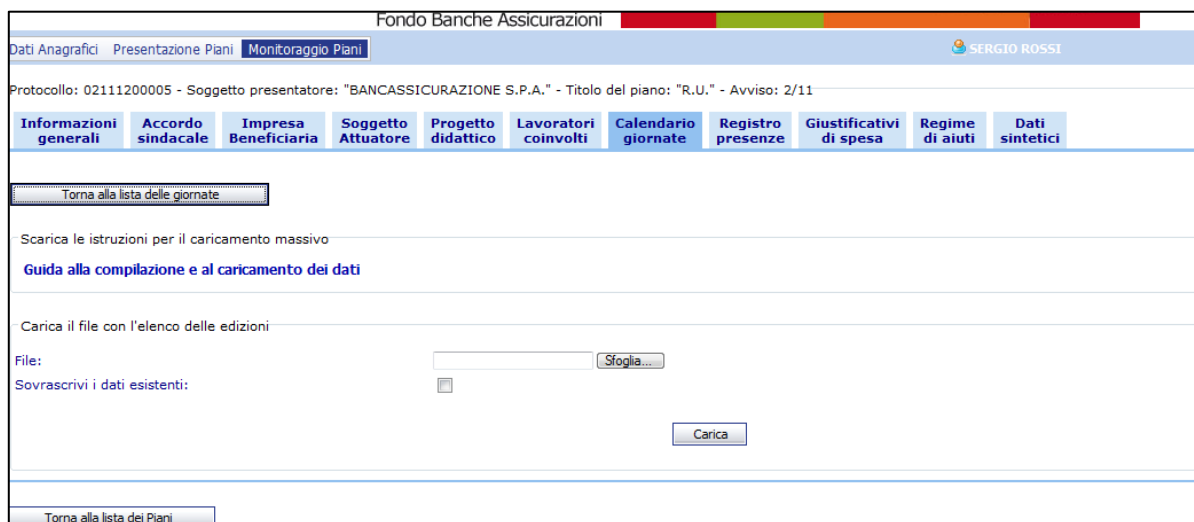 Fondo Banche Assicurazioni
Dati Anagrafici Presentazione Piani Monitoraggio Piani SERGIO ROSSI
Protocollo: 02111200005 - Soggetto presentatore: "BANCASSICURAZIONE S.P.A." - Titolo del piano: "R.U." - Avviso: 2/11
Informazioni generali Accordo sindacale Impresa Beneficiaria Soggetto Attuatore Progetto didattico Lavoratori coinvolti Calendario giornate Registro presenze Giustificativi di spesa Regime di aiuti Dati sintetici
Torna alla lista delle giornate
Scarica le istruzioni per il caricamento massivo
Guida alla compilazione e al caricamento dei dati
Carica il file con l'elenco delle edizioni
File: Sfoglia...
Sovrascrivi i dati esistenti:
Carica
Torna alla lista dei Piani